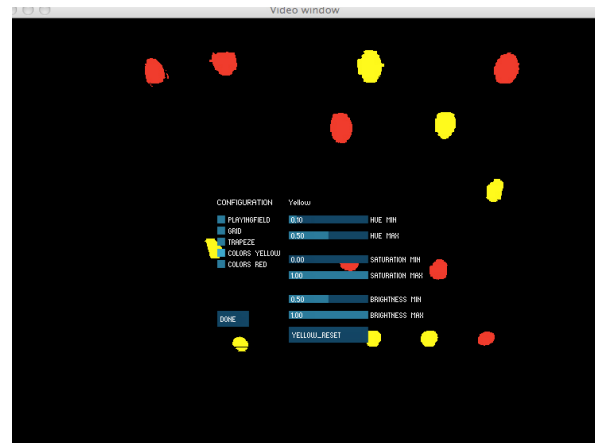 Video window
CONFIGURATION
Yellow
PLAYINGFIELD
GRID
TRAPEZE
COLORS YELLOW
COLORS RED
DONE
0.10 HUE MIN
0.50 HUE MAX
0.00 SATURATION MIN
1.00 SATURATION MAX
0.50 BRIGHTNESS MIN
1.00 BRIGHTNESS MAX
YELLOW_RESET